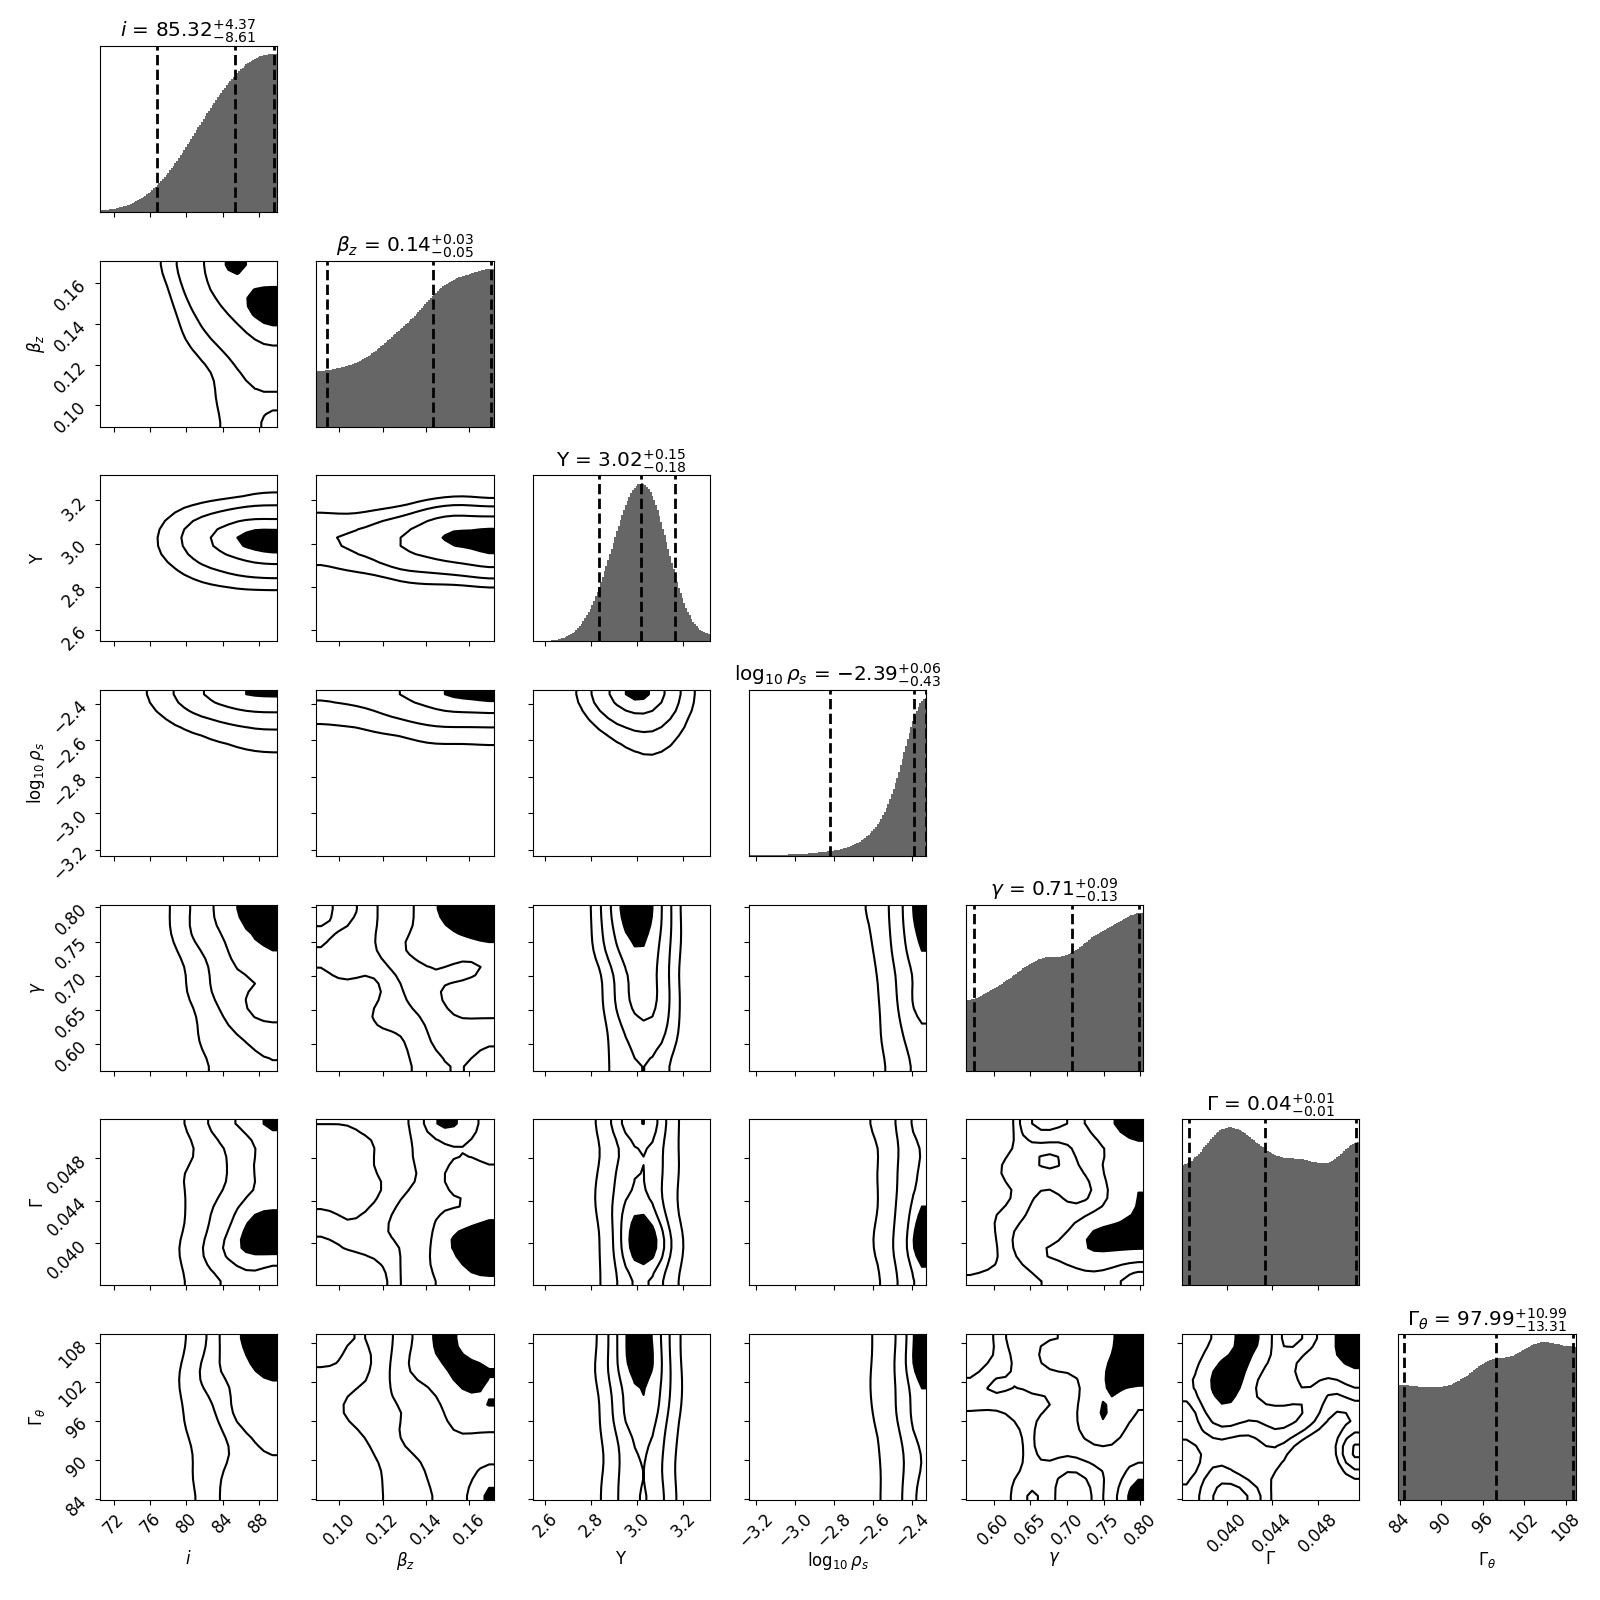 i = 85.32 +4.37 −8.61
β_z = 0.14 +0.03 −0.05
0.16
0.14
0.12
0.10
β_z
Y = 3.02 +0.15 −0.18
3.2
3.0
2.8
2.6
Y
log₁₀ ρ_s = −2.39 +0.06 −0.43
−2.4
−2.6
−2.8
−3.0
−3.2
log₁₀ ρ_s
γ = 0.71 +0.09 −0.13
0.80
0.75
0.70
0.65
0.60
γ
Γ = 0.04 +0.01 −0.01
0.048
0.044
0.040
Γ
Γ_θ = 97.99 +10.99 −13.31
108
102
96
90
84
Γ_θ
72 76 80 84 88
0.10 0.12 0.14 0.16
2.6 2.8 3.0 3.2
−3.2 −3.0 −2.8 −2.6 −2.4
0.60 0.65 0.70 0.75 0.80
0.040 0.044 0.048
84 90 96 102 108
i β_z Y log₁₀ ρ_s γ Γ Γ_θ